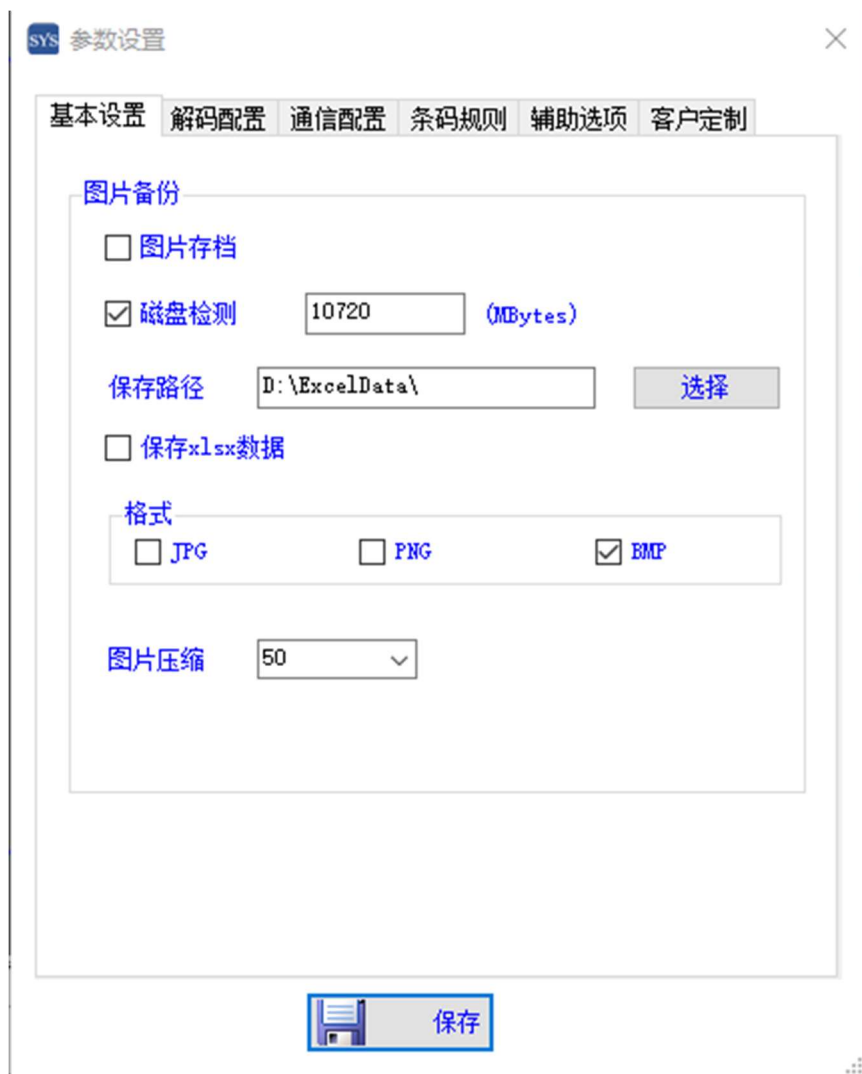 SYS 参数设置
基本设置 解码配置 通信配置 条码规则 辅助选项 客户定制
图片备份
图片存档
磁盘检测 10720 (MBytes)
保存路径 D:\ExcelData\ 选择
保存xlsx数据
格式
JPG PNG BMP
图片压缩 50
保存